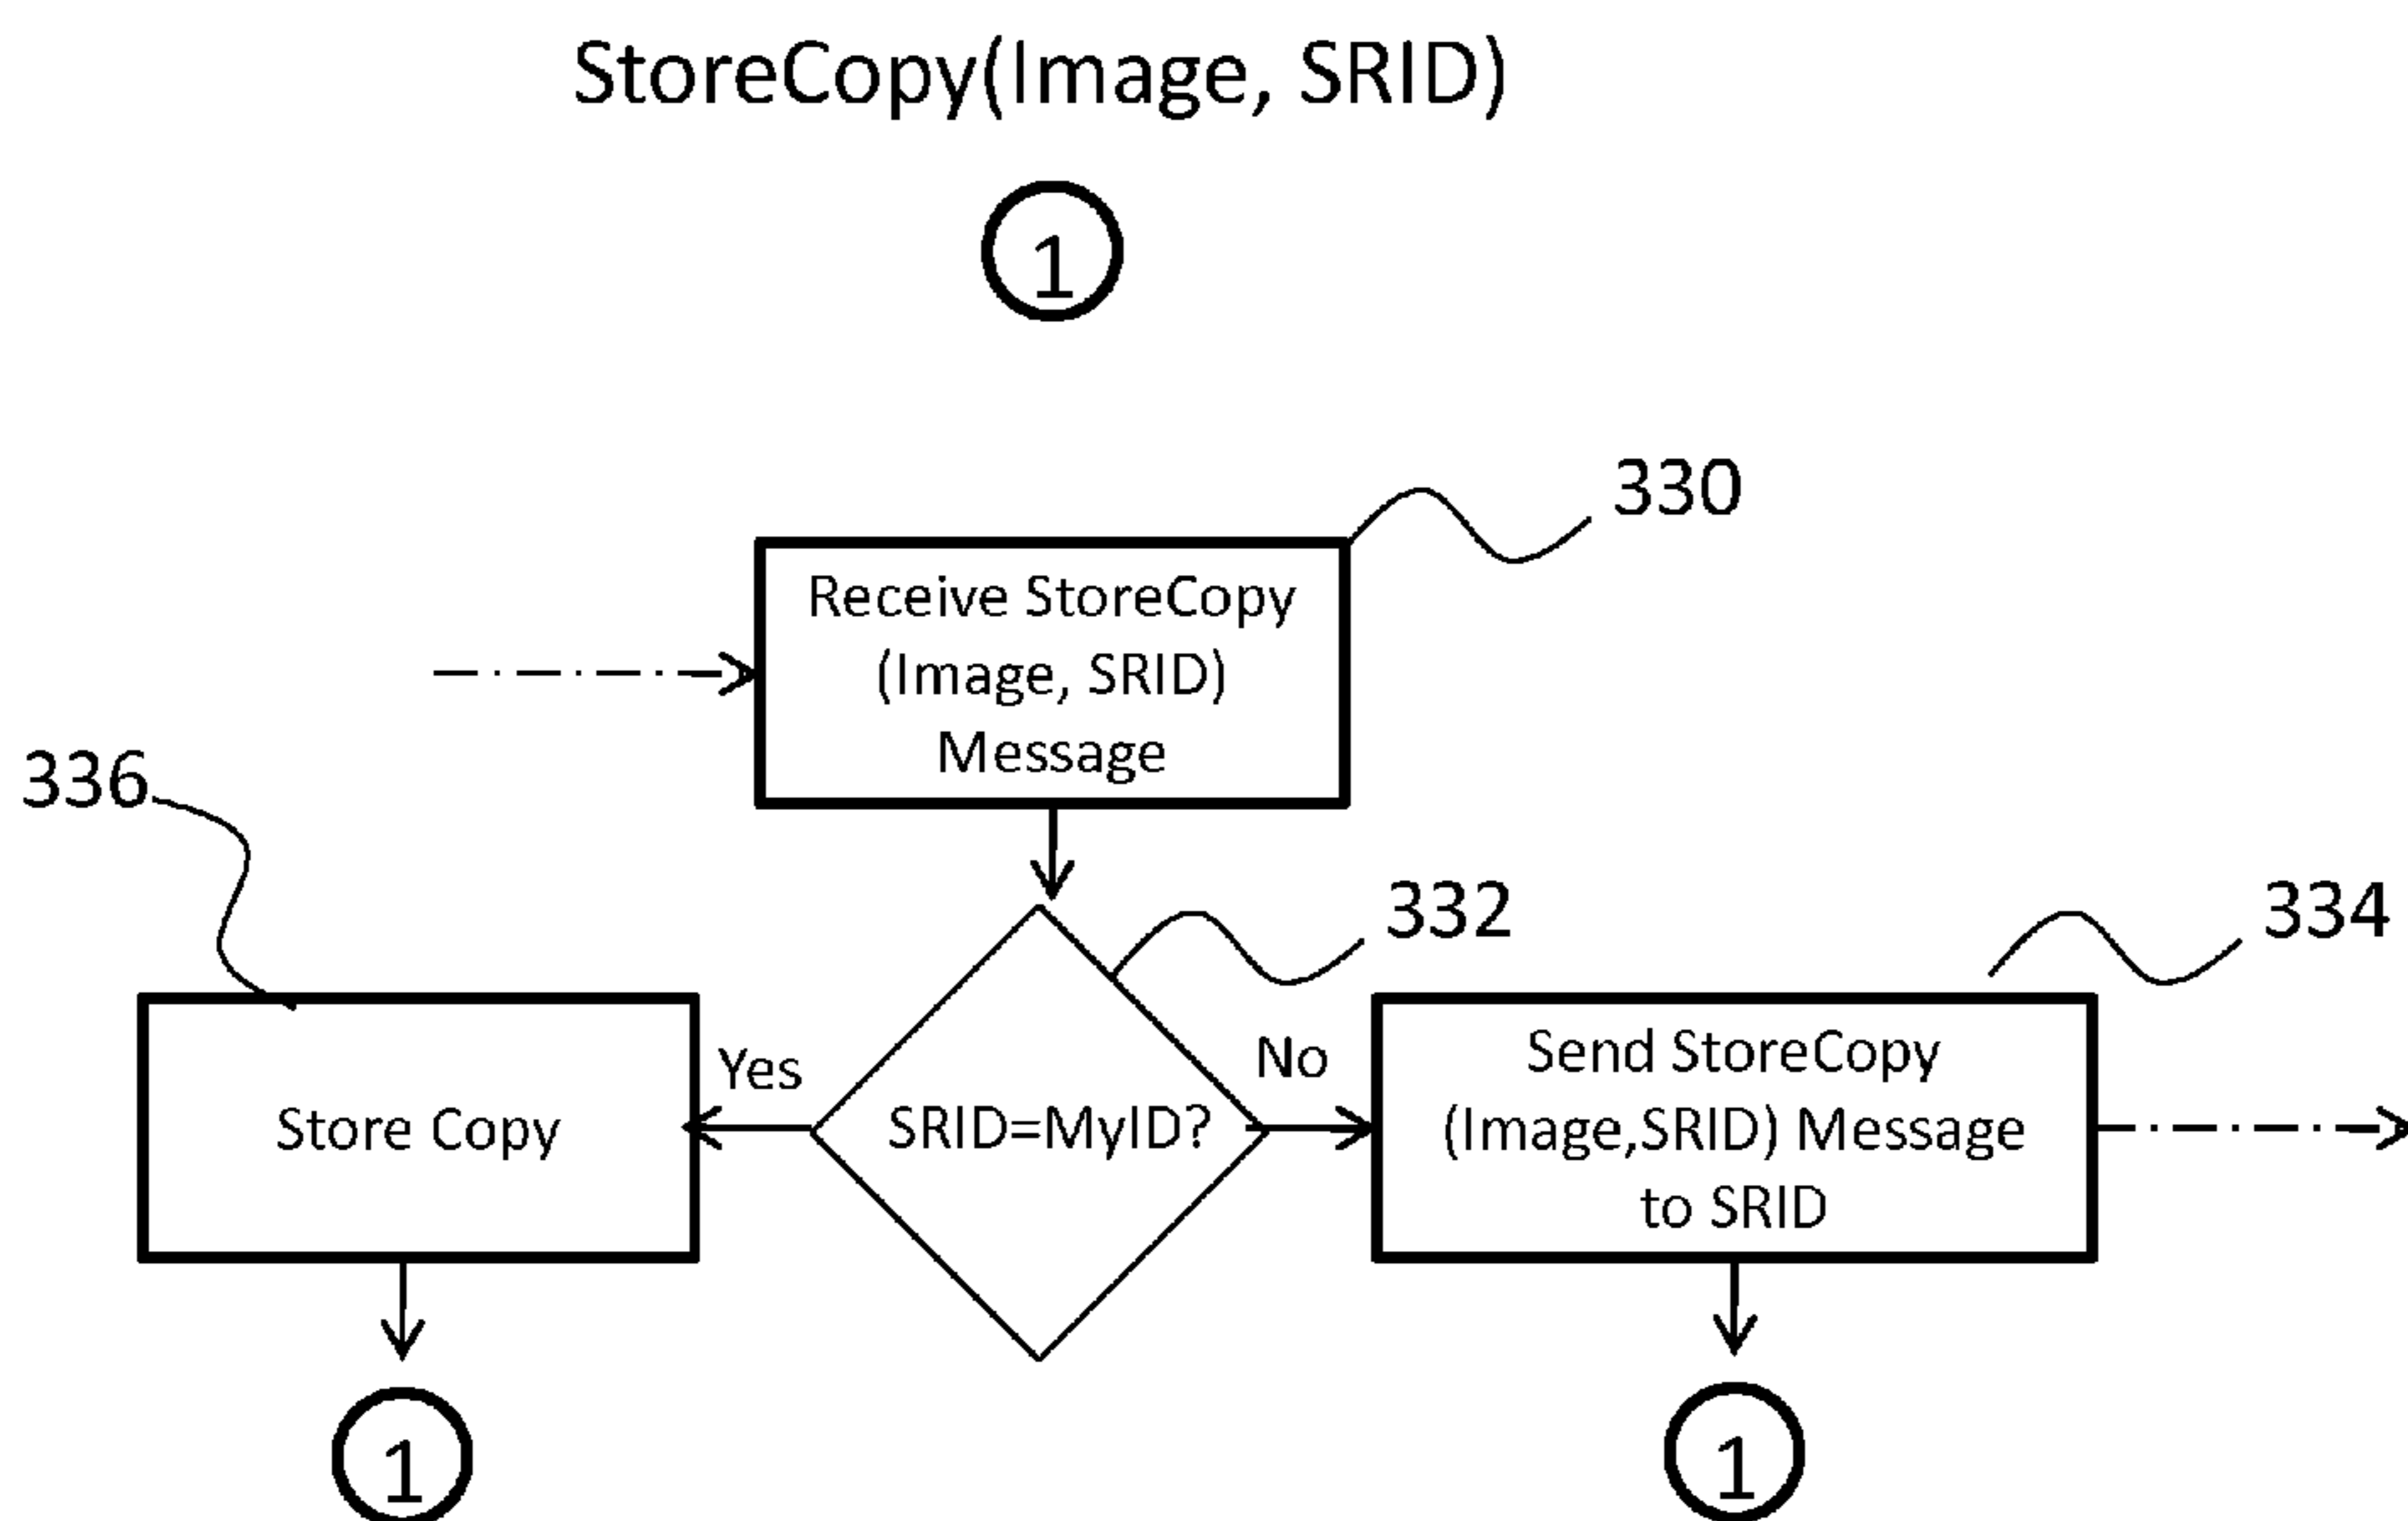 StoreCopy(Image, SRID)
1
330
Receive StoreCopy
(Image, SRID)
Message
336
332
334
Yes
SRID=MyID?
No
Store Copy
Send StoreCopy
(Image,SRID) Message
to SRID
1
1